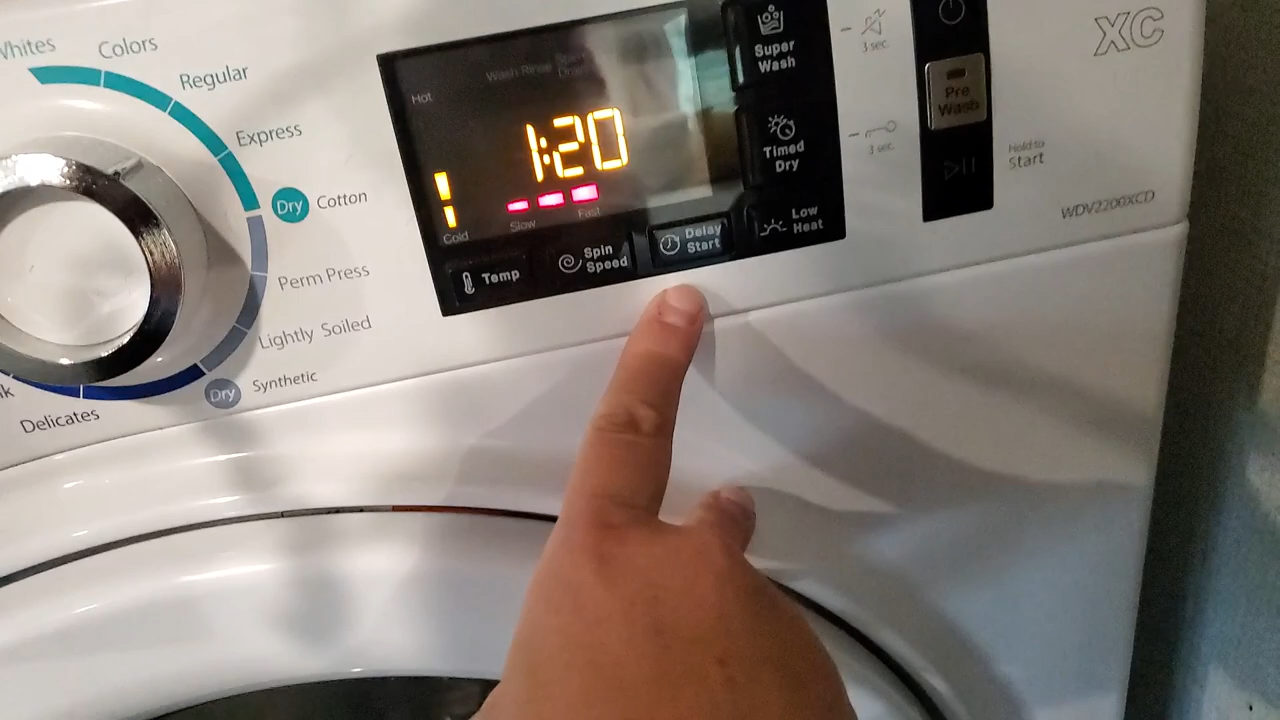 Whites
Colors
Regular
Express
Dry Cotton
Perm Press
Lightly Soiled
Dry Synthetic
Delicates
Wash Rinse
Hot
1:20
Slow
Fast
Cold
Temp
Spin
Speed
Delay
Start
Super
Wash
Timed
Dry
Low
Heat
3 sec.
3 sec.
Pre
Wash
Hold to
Start
XC
WDV2200XCD